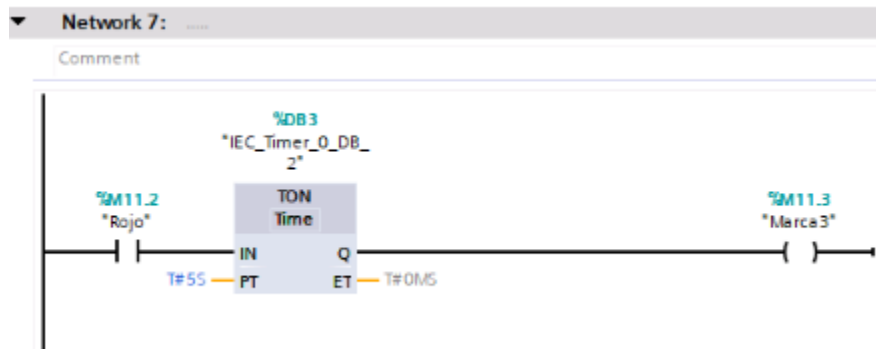 Network 7: .....
Comment
%DB3
"IEC_Timer_0_DB_
2"
%M11.2
"Rojo"
TON
Time
%M11.3
"Marca3"
IN Q
T#5S PT ET T#0MS